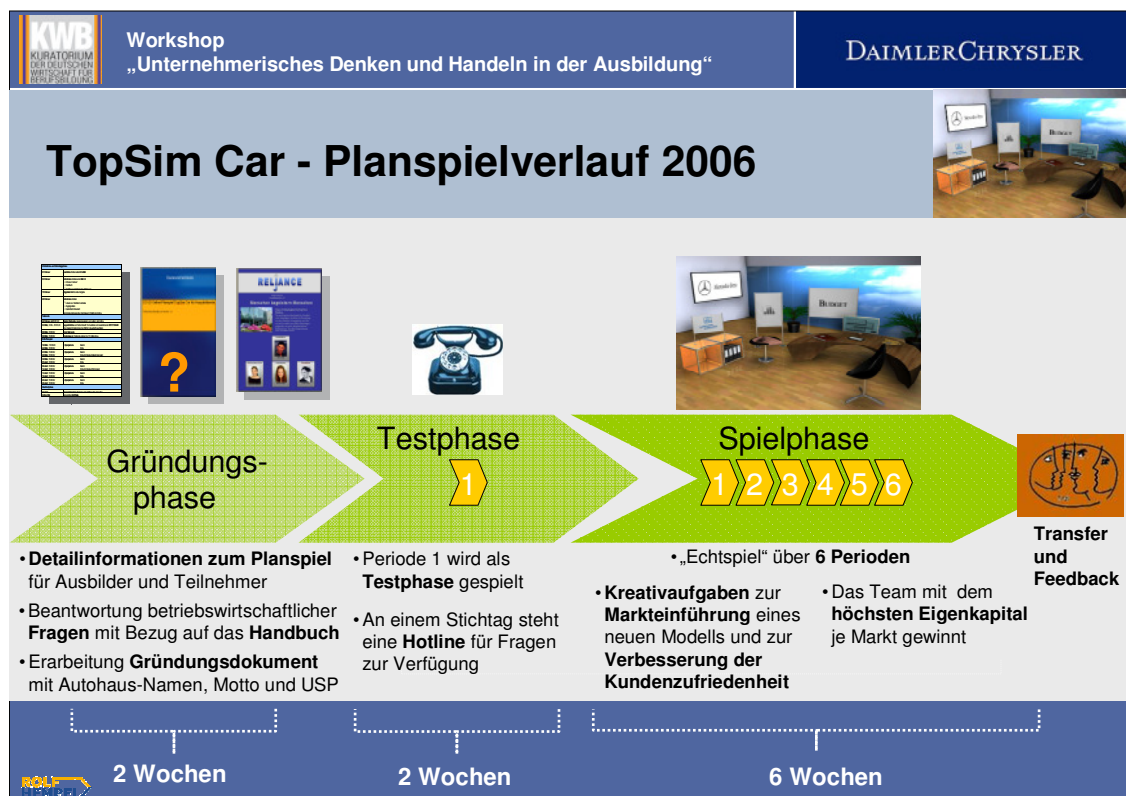 KWB
KURATORIUM
DER DEUTSCHEN
WIRTSCHAFT FÜR
BERUFSBILDUNG
Workshop
„Unternehmerisches Denken und Handeln in der Ausbildung“
DAIMLERCHRYSLER
TopSim Car - Planspielverlauf 2006
BUDGET
RELIANCE
?
BUDGET
Gründungs-
phase
Testphase
1
Spielphase
1 2 3 4 5 6
• Detailinformationen zum Planspiel
für Ausbilder und Teilnehmer
• Beantwortung betriebswirtschaftlicher
Fragen mit Bezug auf das Handbuch
• Erarbeitung Gründungsdokument
mit Autohaus-Namen, Motto und USP
• Periode 1 wird als
Testphase gespielt
• An einem Stichtag steht
eine Hotline für Fragen
zur Verfügung
• „Echtspiel“ über 6 Perioden
• Kreativaufgaben zur
Markteinführung eines
neuen Modells und zur
Verbesserung der
Kundenzufriedenheit
• Das Team mit dem
höchsten Eigenkapital
je Markt gewinnt
Transfer
und
Feedback
2 Wochen
2 Wochen
6 Wochen
ROLF